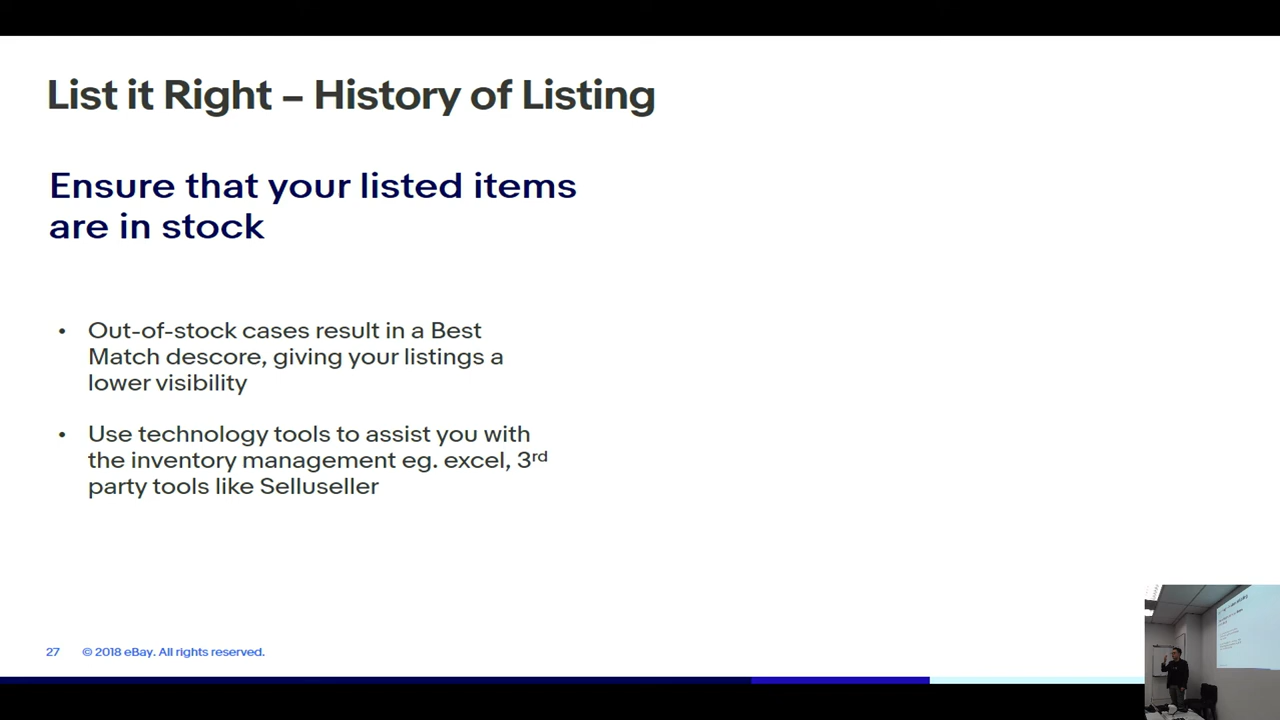 List it Right – History of Listing
Ensure that your listed items
are in stock
• Out-of-stock cases result in a Best
Match descore, giving your listings a
lower visibility
• Use technology tools to assist you with
the inventory management eg. excel, 3rd
party tools like Selluseller
27 © 2018 eBay. All rights reserved.